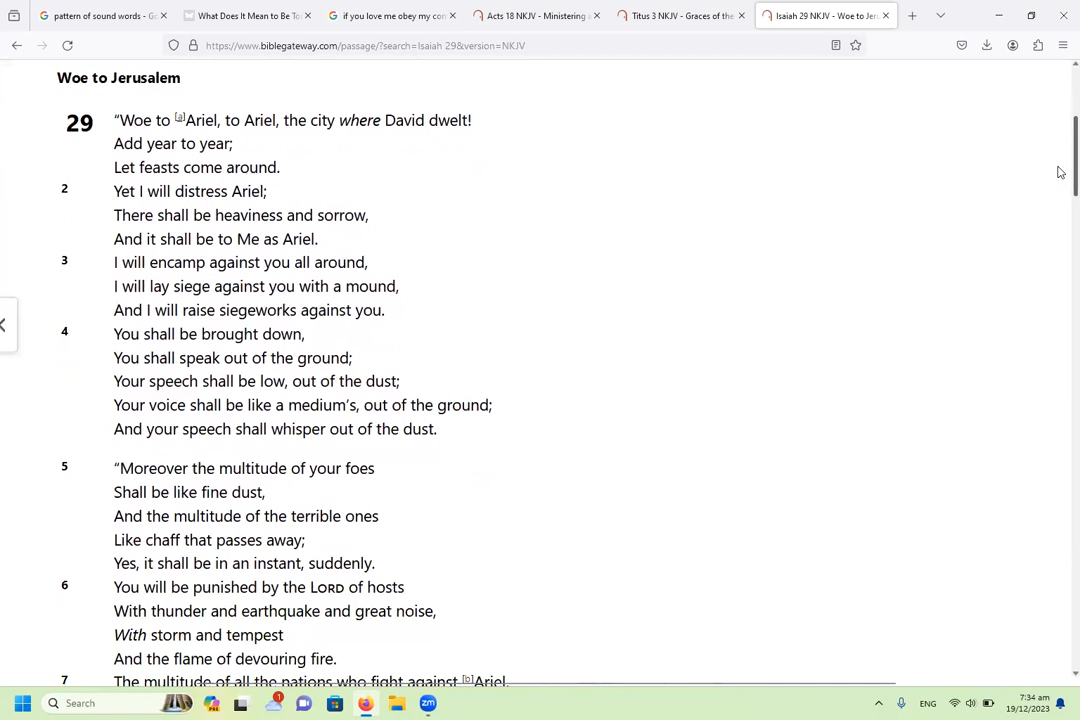 pattern of sound words - Go
What Does It Mean to Be To
if you love me obey my con
Acts 18 NKJV - Ministering a
Titus 3 NKJV - Graces of the
Isaiah 29 NKJV - Woe to Jeru
https://www.biblegateway.com/passage/?search=Isaiah 29&version=NKJV
Woe to Jerusalem
29 “Woe to [a]Ariel, to Ariel, the city where David dwelt!
Add year to year;
Let feasts come around.
2 Yet I will distress Ariel;
There shall be heaviness and sorrow,
And it shall be to Me as Ariel.
3 I will encamp against you all around,
I will lay siege against you with a mound,
And I will raise siegeworks against you.
4 You shall be brought down,
You shall speak out of the ground;
Your speech shall be low, out of the dust;
Your voice shall be like a medium’s, out of the ground;
And your speech shall whisper out of the dust.
5 “Moreover the multitude of your foes
Shall be like fine dust,
And the multitude of the terrible ones
Like chaff that passes away;
Yes, it shall be in an instant, suddenly.
6 You will be punished by the LORD of hosts
With thunder and earthquake and great noise,
With storm and tempest
And the flame of devouring fire.
7 The multitude of all the nations who fight against [b]Ariel,
Search
PRE
1
zm
ENG
7:34 am
19/12/2023